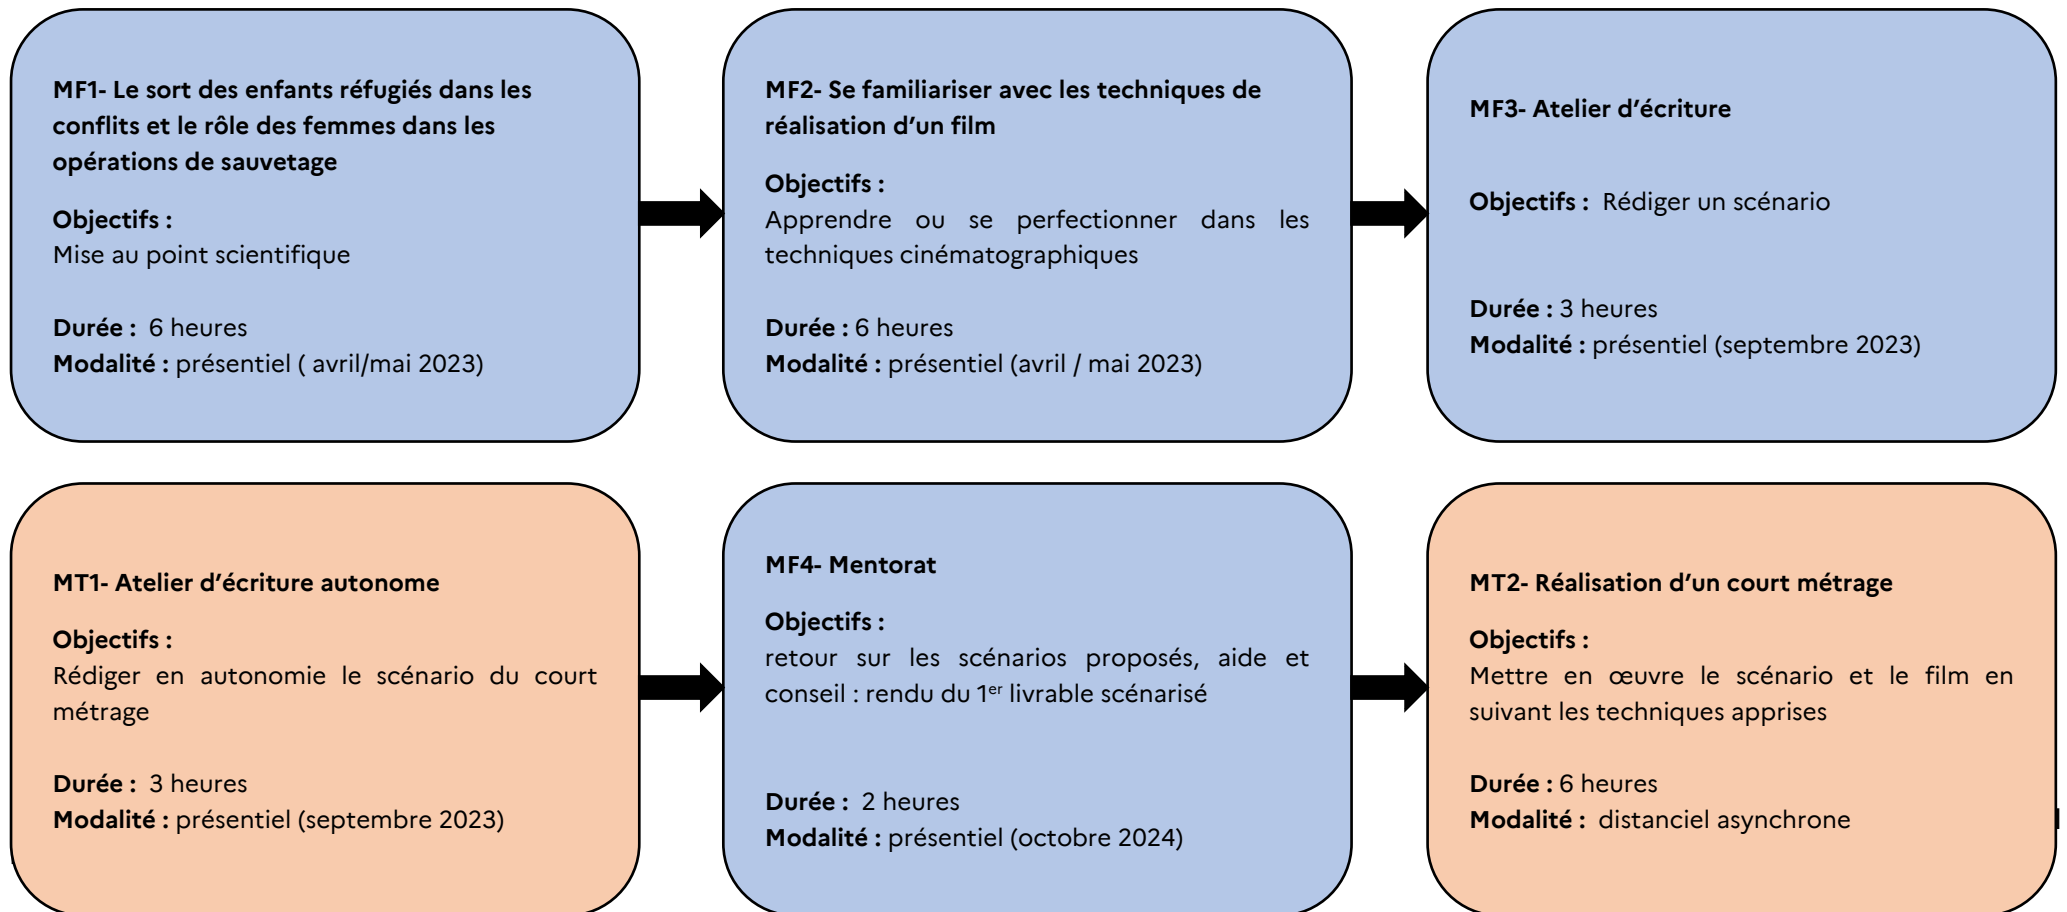 MF1- Le sort des enfants réfugiés dans les
conflits et le rôle des femmes dans les
opérations de sauvetage
Objectifs :
Mise au point scientifique
Durée : 6 heures
Modalité : présentiel ( avril/mai 2023)
MF2- Se familiariser avec les techniques de
réalisation d’un film
Objectifs :
Apprendre ou se perfectionner dans les
techniques cinématographiques
Durée : 6 heures
Modalité : présentiel (avril / mai 2023)
MF3- Atelier d’écriture
Objectifs : Rédiger un scénario
Durée : 3 heures
Modalité : présentiel (septembre 2023)
MT1- Atelier d’écriture autonome
Objectifs :
Rédiger en autonomie le scénario du court
métrage
Durée : 3 heures
Modalité : présentiel (septembre 2023)
MF4- Mentorat
Objectifs :
retour sur les scénarios proposés, aide et
conseil : rendu du 1er livrable scénarisé
Durée : 2 heures
Modalité : présentiel (octobre 2024)
MT2- Réalisation d’un court métrage
Objectifs :
Mettre en œuvre le scénario et le film en
suivant les techniques apprises
Durée : 6 heures
Modalité : distanciel asynchrone